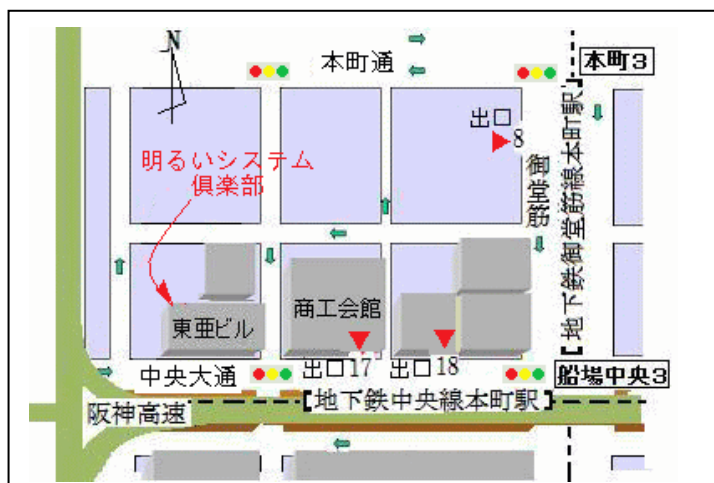 N
本町通
本町3
出口
8
明るいシステム
倶楽部
御堂筋
地下鉄御堂筋線本町駅
商工会館
東亜ビル
出口17
出口18
中央大通
船場中央3
地下鉄中央線本町駅
阪神高速